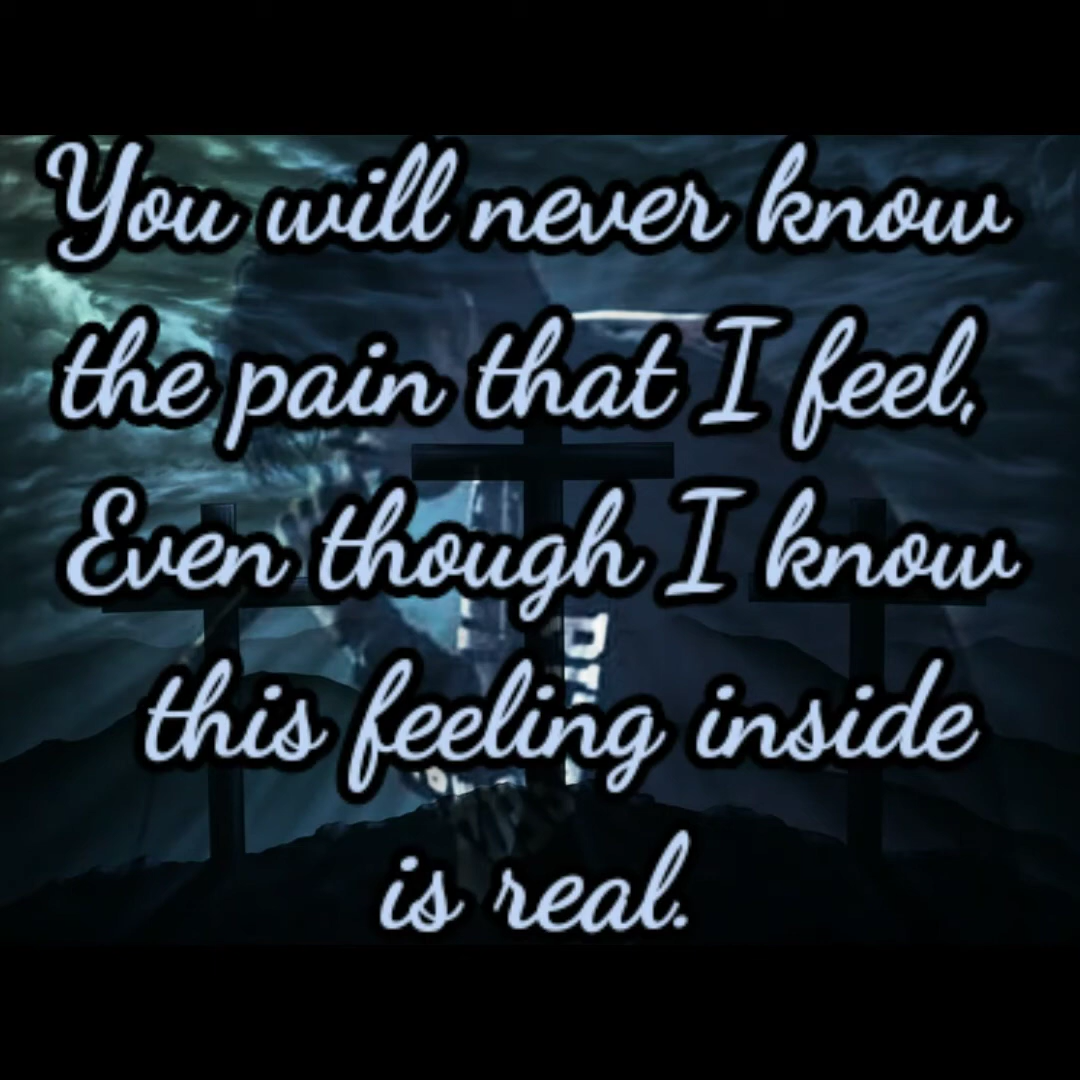 You will never know
the pain that I feel,
Even though I know
this feeling inside
is real.